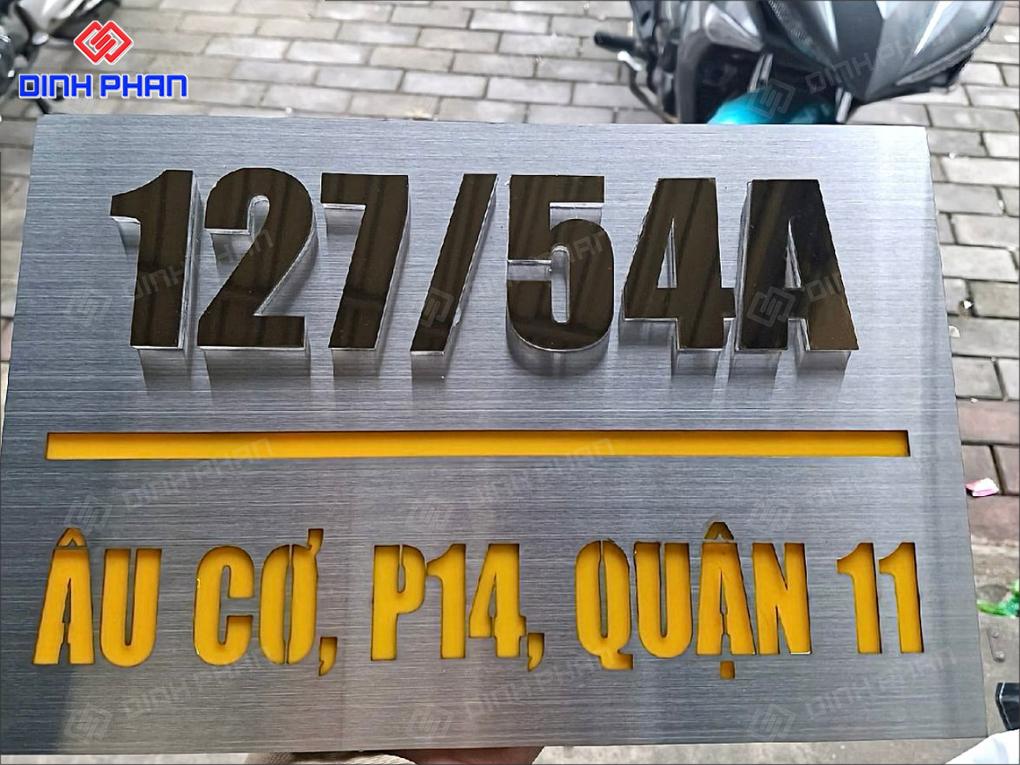 DINH PHAN
127/54A
ÂU CƠ, P14, QUẬN 11